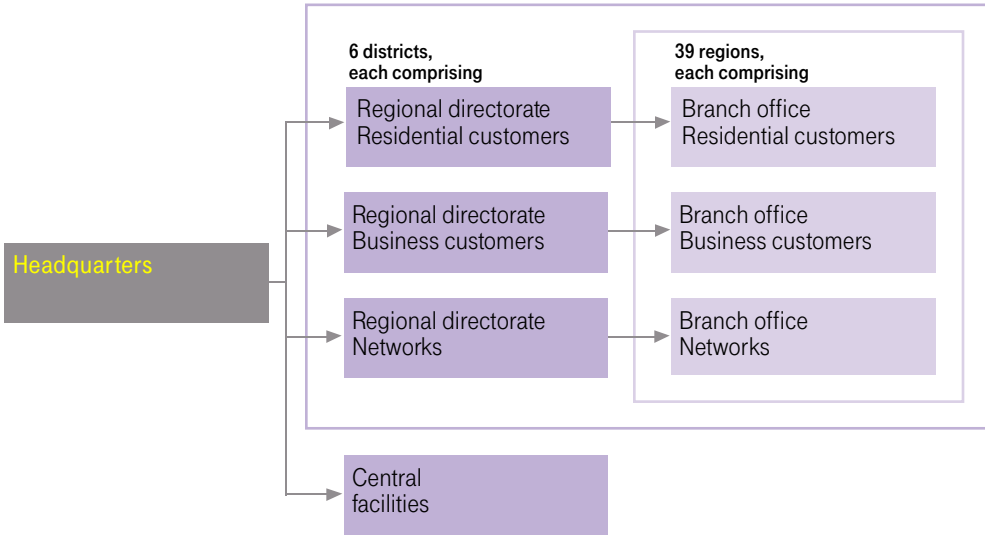 6 districts,
each comprising
39 regions,
each comprising
Regional directorate
Residential customers
Branch office
Residential customers
Regional directorate
Business customers
Branch office
Business customers
Headquarters
Regional directorate
Networks
Branch office
Networks
Central
facilities